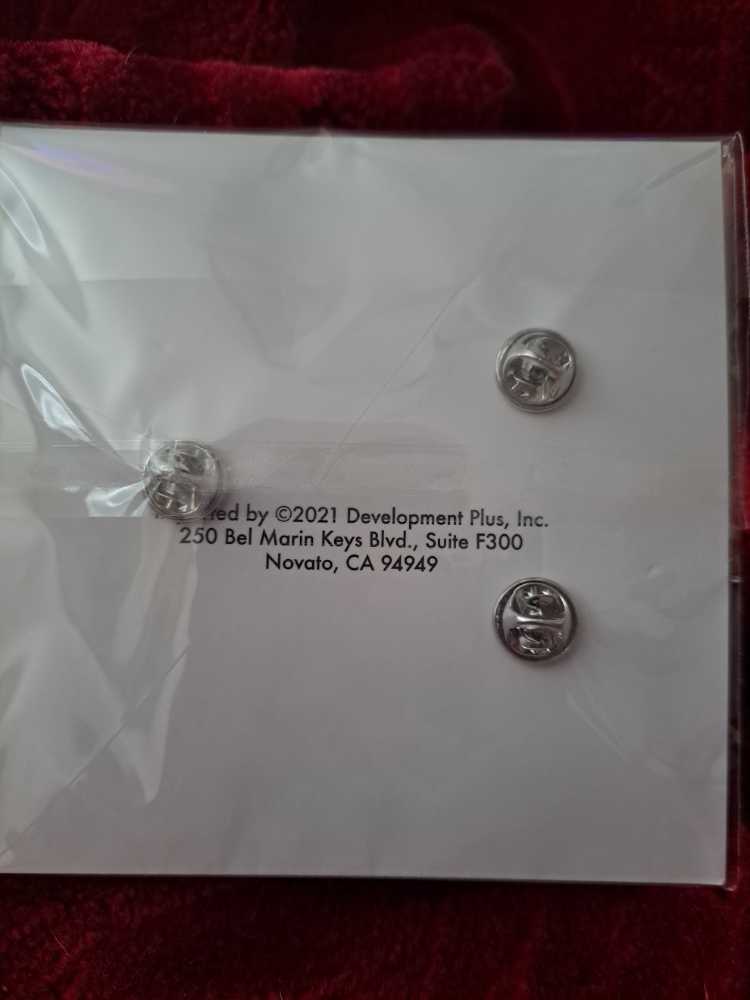 by ©2021 Development Plus, Inc.
250 Bel Marin Keys Blvd., Suite F300
Novato, CA 94949